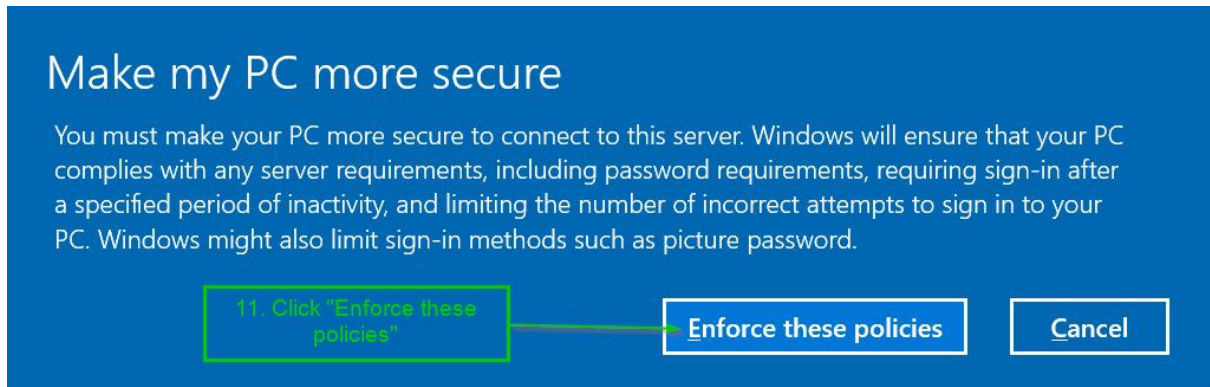 Make my PC more secure
You must make your PC more secure to connect to this server. Windows will ensure that your PC
complies with any server requirements, including password requirements, requiring sign-in after
a specified period of inactivity, and limiting the number of incorrect attempts to sign in to your
PC. Windows might also limit sign-in methods such as picture password.
11. Click "Enforce these
policies"
Enforce these policies
Cancel